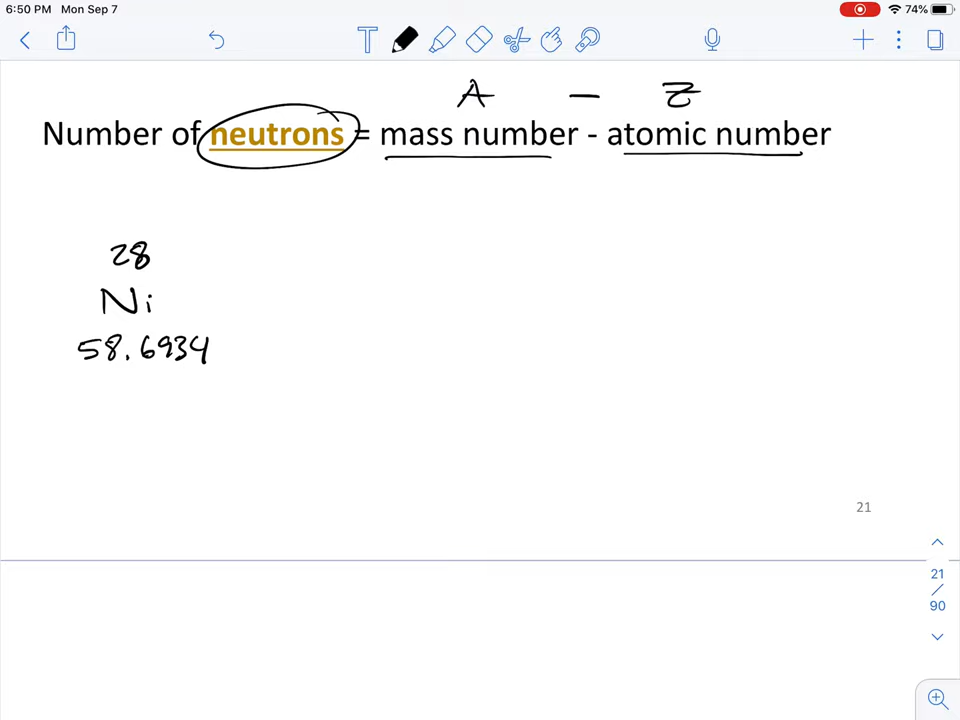 6:50 PM Mon Sep 7 74%
T
A - Z
Number of neutrons = mass number - atomic number
28
Ni
58.6934
21
21
/
90